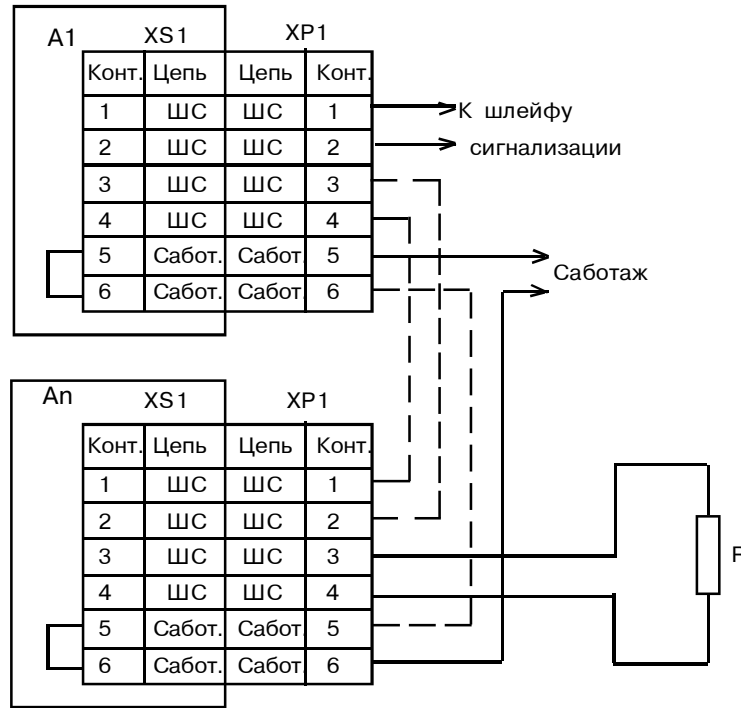 A1 XS1 XP1
Конт. Цепь Цепь Конт.
1 ШС ШС 1 К шлейфу
2 ШС ШС 2 сигнализации
3 ШС ШС 3
4 ШС ШС 4
5 Сабот. Сабот. 5
Саботаж
6 Сабот. Сабот. 6
An XS1 XP1
Конт. Цепь Цепь Конт.
1 ШС ШС 1
2 ШС ШС 2
3 ШС ШС 3
4 ШС ШС 4
5 Сабот. Сабот. 5
6 Сабот. Сабот. 6